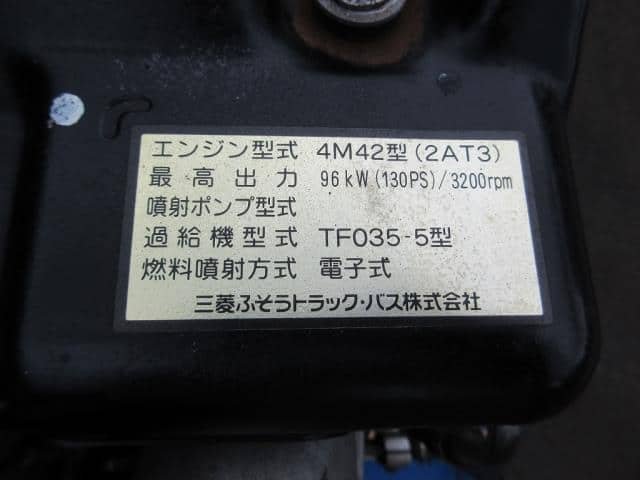 エンジン型式 4M42型(2AT3)
最高出力 96kW(130PS)/3200rpm
噴射ポンプ型式
過給機型式 TF035-5型
燃料噴射方式 電子式
三菱ふそうトラック・バス株式会社